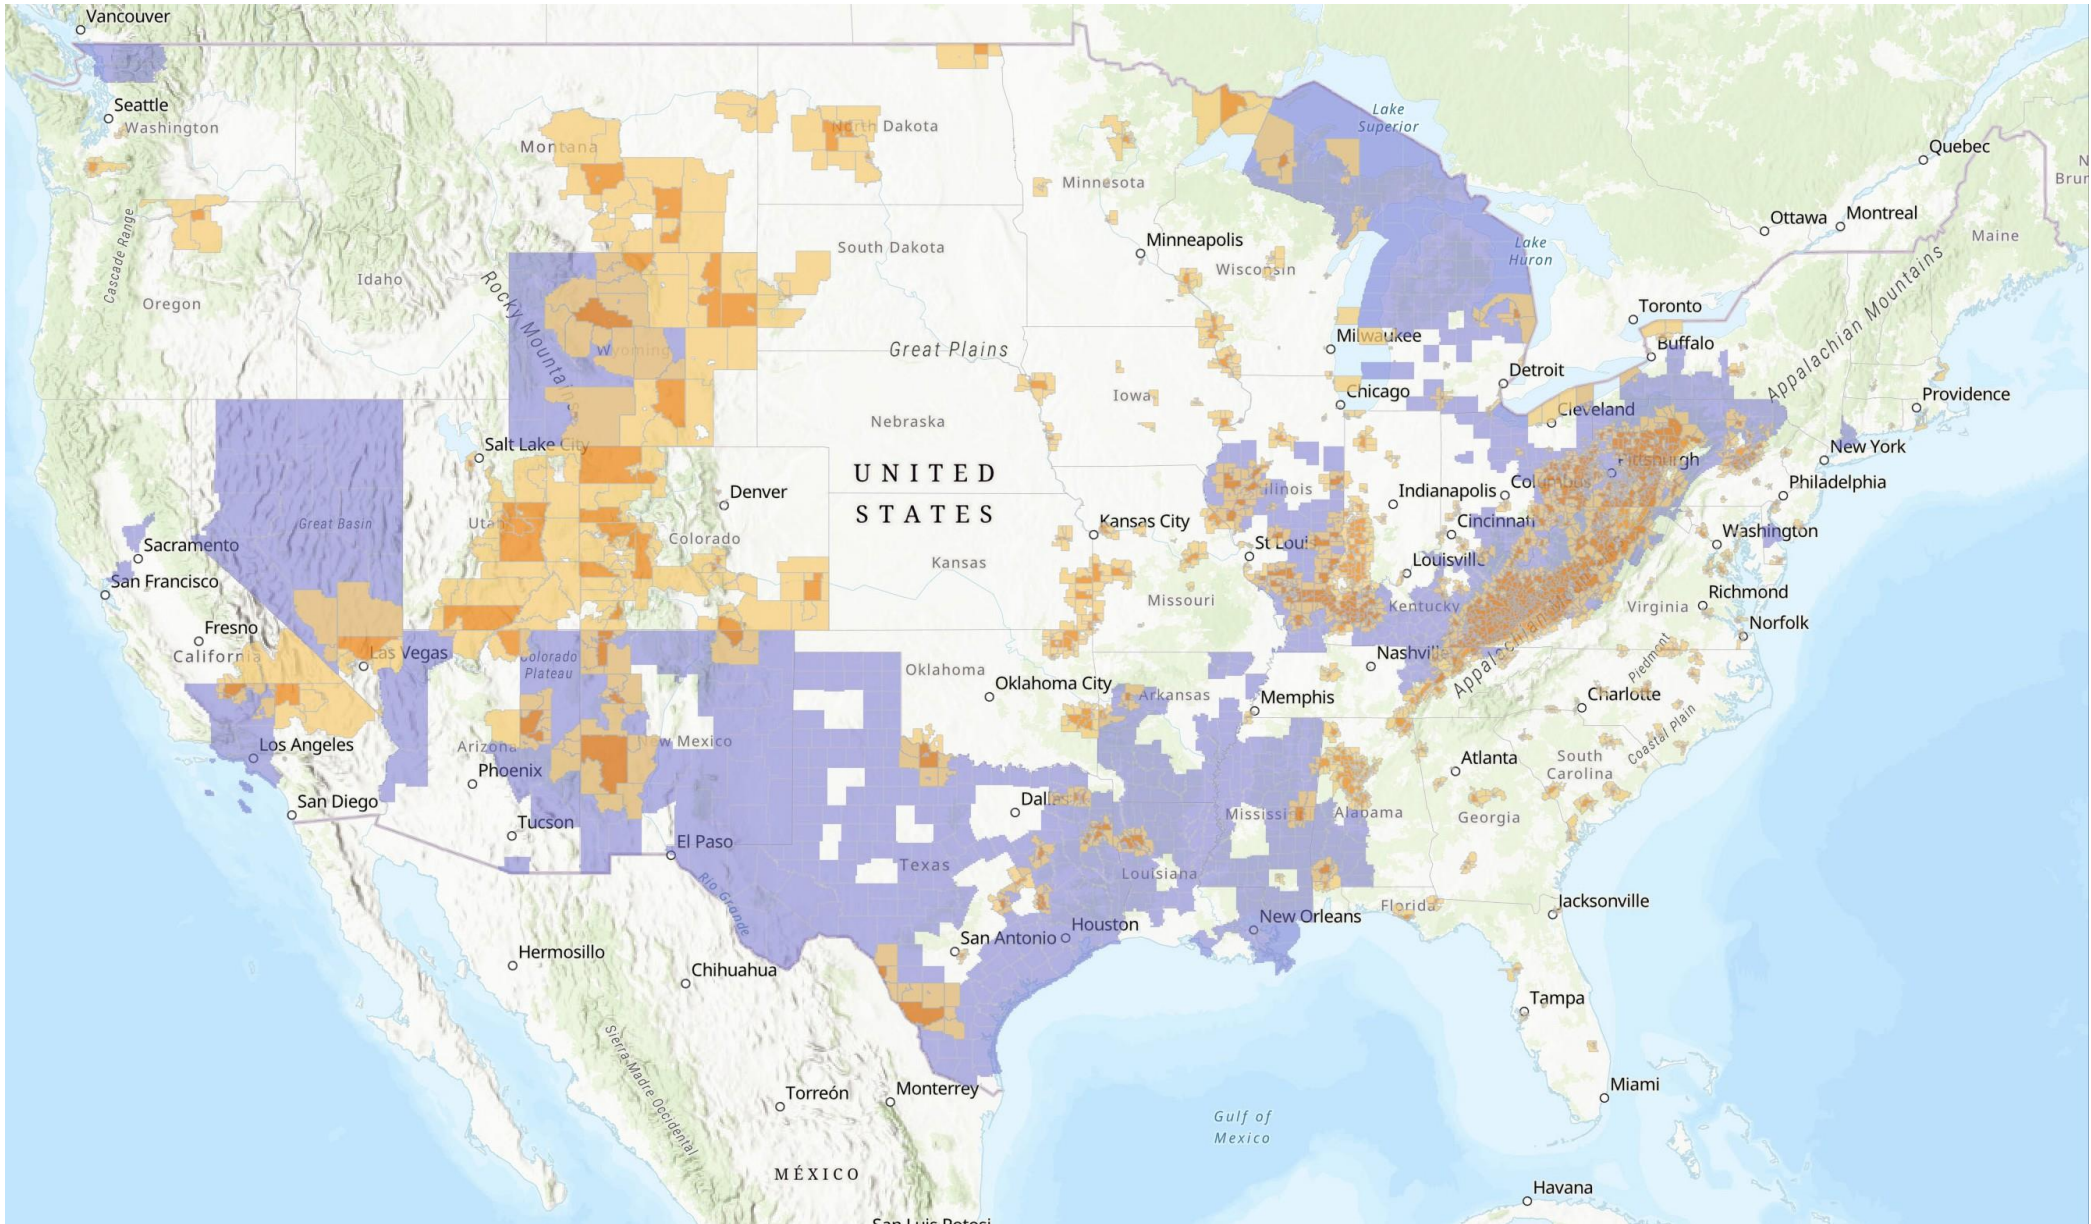 Vancouver
Seattle
Washington
Montana
North Dakota
Minnesota
Lake
Superior
Quebec
Ottawa
Montreal
Maine
Cascade Range
Oregon
Idaho
Rocky Mountain
South Dakota
Minneapolis
Wisconsin
Lake
Huron
Toronto
Buffalo
Appalachian Mountains
Wyoming
Great Plains
Milwaukee
Detroit
Chicago
Iowa
Cleveland
Providence
Nebraska
Salt Lake City
UNITED
STATES
Denver
Illinois
Indianapolis
Columbus
Pittsburgh
New York
Philadelphia
Great Basin
Utah
Colorado
Kansas City
Kansas
St Louis
Cincinnati
Louisville
Washington
Sacramento
San Francisco
Missouri
Kentucky
Virginia
Richmond
Norfolk
Fresno
California
Las Vegas
Colorado
Plateau
Oklahoma
Oklahoma City
Arkansas
Nashville
Memphis
Appalachian
Piedmont
Charlotte
Coastal Plain
Los Angeles
Arizona
New Mexico
Phoenix
San Diego
Tucson
El Paso
Dallas
Mississi
Alabama
Atlanta
Georgia
South
Carolina
Texas
Louisiana
Rio Grande
Florida
Jacksonville
New Orleans
Houston
San Antonio
Hermosillo
Chihuahua
Tampa
Sierra Madre Occidental
Torreón
Monterrey
Miami
Gulf of
Mexico
MÉXICO
Havana
San Luis Potosi